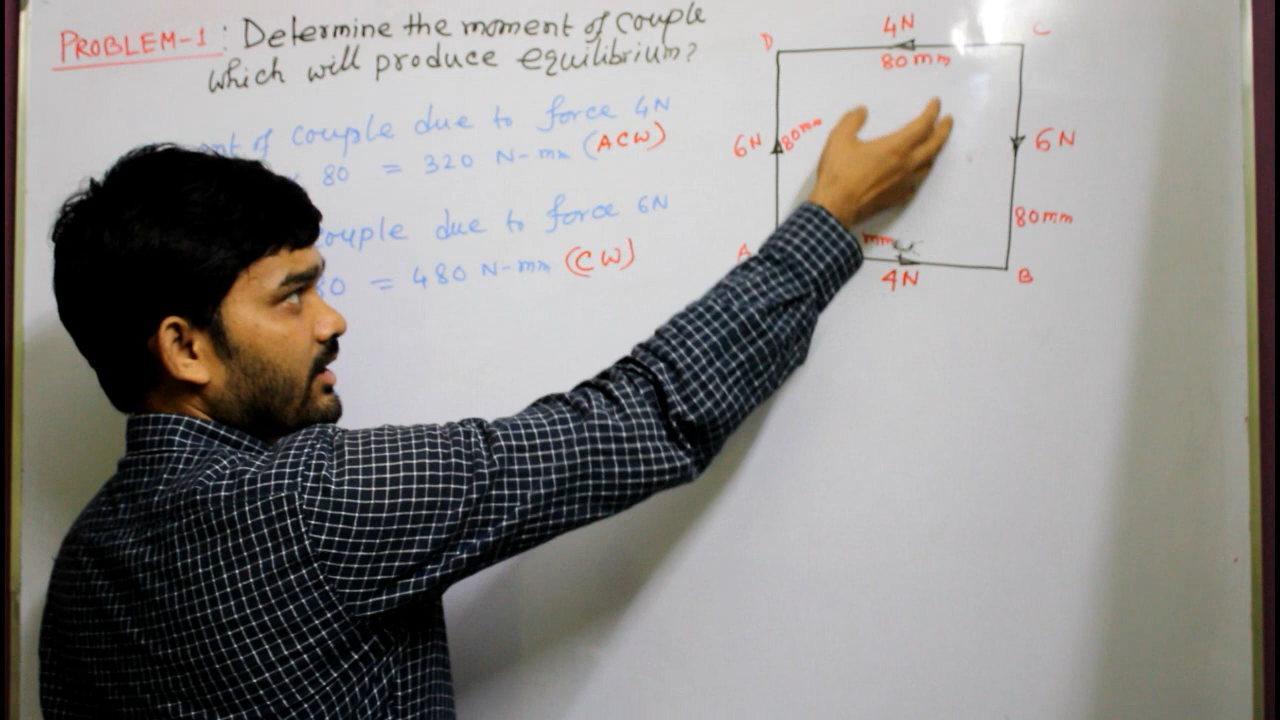 PROBLEM-1 : Determine the moment of couple
which will produce equilibrium?
of couple due to force 4N
80 = 320 N-mm (ACW)
couple due to force 6N
= 480 N-mm (CW)
D
4N
C
80mm
6N
80mm
6N
80mm
A
mm
4N
B